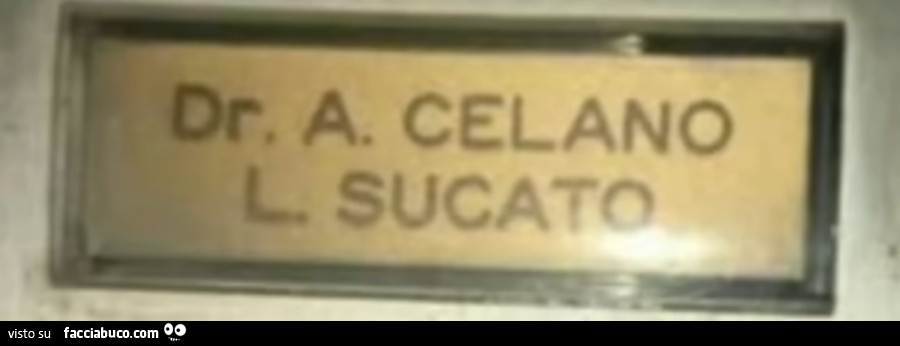 Dr. A. CELANO
L. SUCATO
visto su facciabuco.com